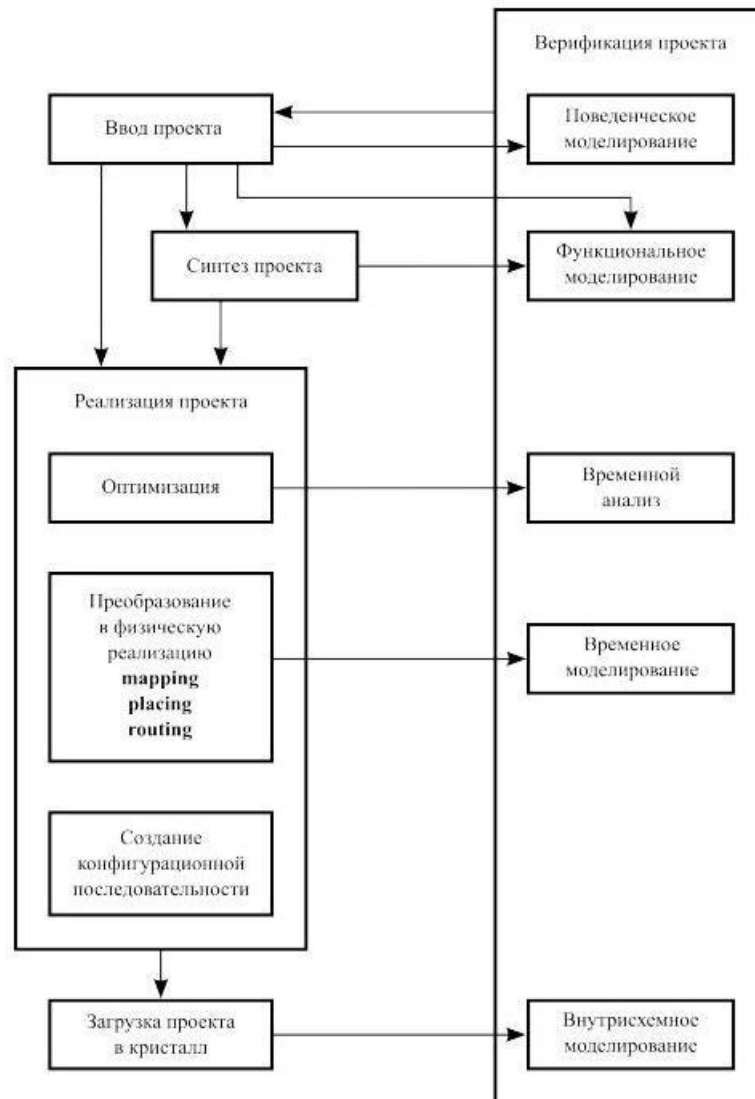 Верификация проекта
Ввод проекта
Поведенческое
моделирование
Синтез проекта
Функциональное
моделирование
Реализация проекта
Оптимизация
Временной
анализ
Преобразование
в физическую
реализацию
mapping
placing
routing
Временное
моделирование
Создание
конфигурационной
последовательности
Загрузка проекта
в кристалл
Внутрисхемное
моделирование